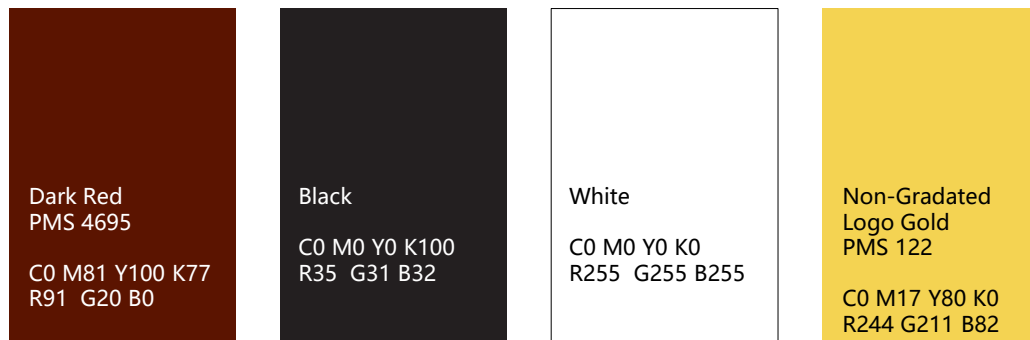 Dark Red
PMS 4695
C0 M81 Y100 K77
R91  G20 B0
Black
C0 M0 Y0 K100
R35  G31 B32
White
C0 M0 Y0 K0
R255  G255 B255
Non-Gradated
Logo Gold
PMS 122
C0 M17 Y80 K0
R244 G211 B82